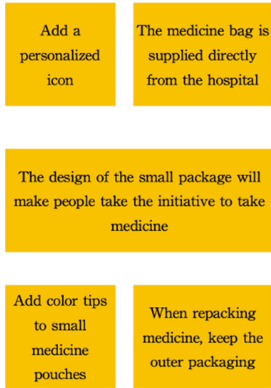 Add a
personalized
icon
The medicine bag is
supplied directly
from the hospital
The design of the small package will
make people take the initiative to take
medicine
Add color tips
to small
medicine
pouches
When repacking
medicine, keep the
outer packaging